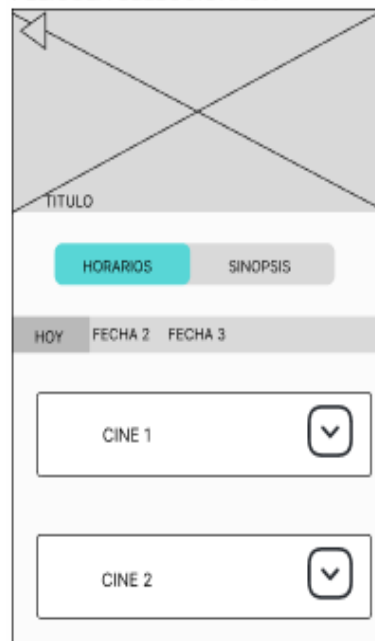 TITULO
HORARIOS SINOPSIS
HOY FECHA 2 FECHA 3
CINE 1
CINE 2